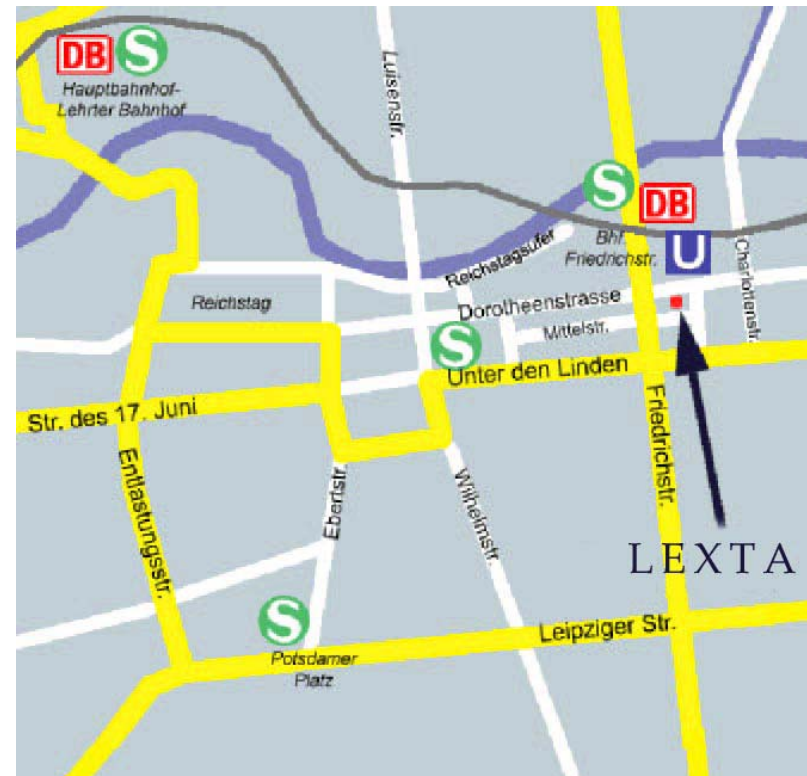 DB
S
Hauptbahnhof-
Lehrter Bahnhof
Luisenstr.
S
DB
Bhf.
Friedrichstr.
U
Reichstagsufer
Charlottenstr.
Reichstag
Dorotheenstrasse
Mittelstr.
S
Unter den Linden
Str. des 17. Juni
Friedrichstr.
Entlastungsstr.
Ebertstr.
Wilhelmstr.
LEXTA
S
Leipziger Str.
Potsdamer
Platz